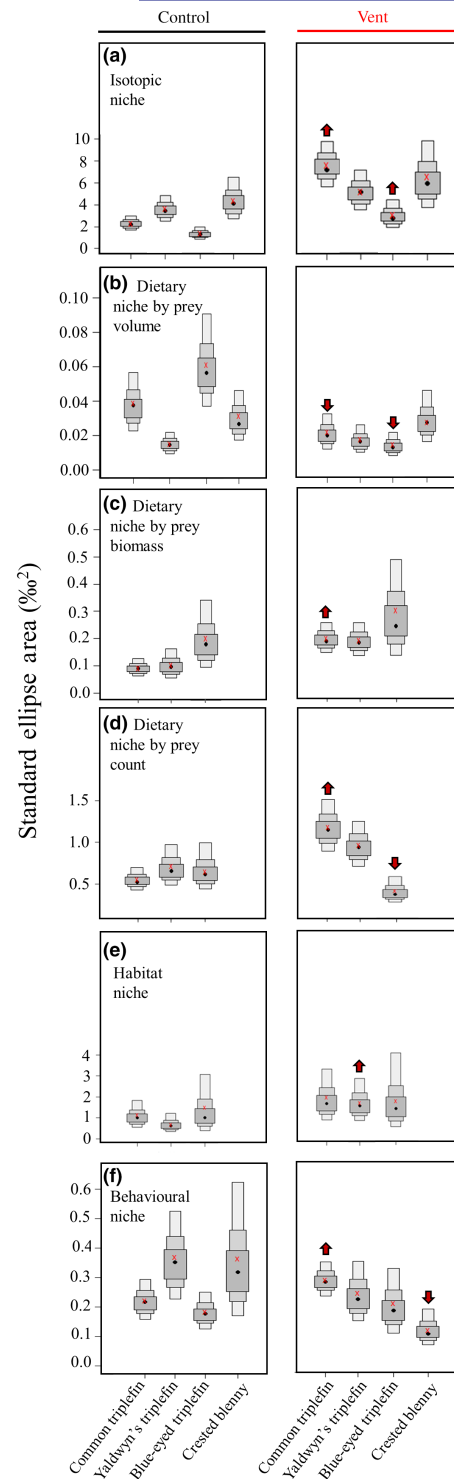 Control
Vent
(a)
Isotopic
niche
10
8
6
4
2
0
(b) Dietary
niche by prey
volume
0.10
0.08
0.06
0.04
0.02
0.00
(c) Dietary
niche by prey
biomass
0.6
0.5
0.4
0.3
0.2
0.1
0.0
(d) Dietary
niche by prey
count
1.5
1.0
0.5
(e)
Habitat
niche
4
3
2
1
0
(f)
Behavioural
niche
0.6
0.5
0.4
0.3
0.2
0.1
0.0
Standard ellipse area (‰²)
Common triplefin
Yaldwyn's triplefin
Blue-eyed triplefin
Crested blenny
Common triplefin
Yaldwyn's triplefin
Blue-eyed triplefin
Crested blenny